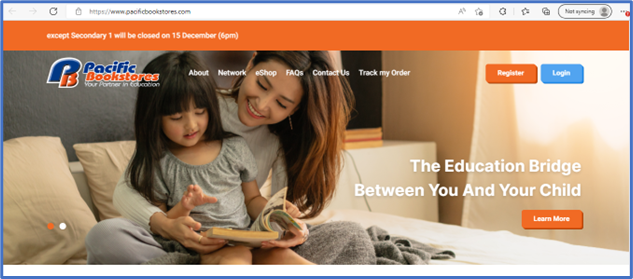 https://www.pacificbookstores.com
Not syncing
except Secondary 1 will be closed on 15 December (6pm)
Pacific
Bookstores
Your Partner in Education
About Network eShop FAQs Contact Us Track my Order
Register Login
The Education Bridge
Between You And Your Child
Learn More